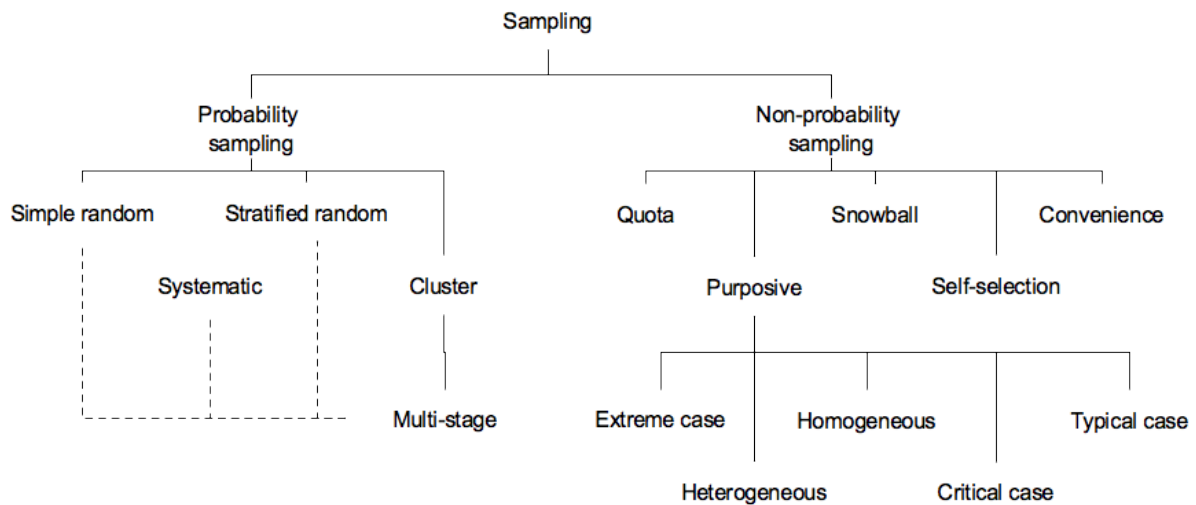 Sampling
Probability
sampling
Non-probability
sampling
Simple random
Stratified random
Quota
Snowball
Convenience
Systematic
Cluster
Purposive
Self-selection
Multi-stage
Extreme case
Homogeneous
Typical case
Heterogeneous
Critical case